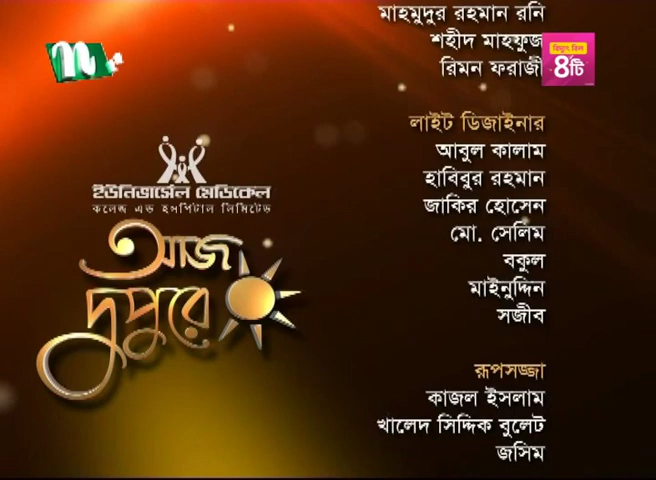 মাহমুদুর রহমান রনি
শহীদ মাহফুজ
রিমন ফরাজী
বিদ্যুৎ বিল
৪টি
লাইট ডিজাইনার
আবুল কালাম
হাবিবুর রহমান
জাকির হোসেন
মো. সেলিম
বকুল
মাইনুদ্দিন
সজীব
ইউনিভার্সেল মেডিকেল
কলেজ এন্ড হসপিটাল লিমিটেড
আজ
দুপুরে
রূপসজ্জা
কাজল ইসলাম
খালেদ সিদ্দিক বুলেট
জসিম